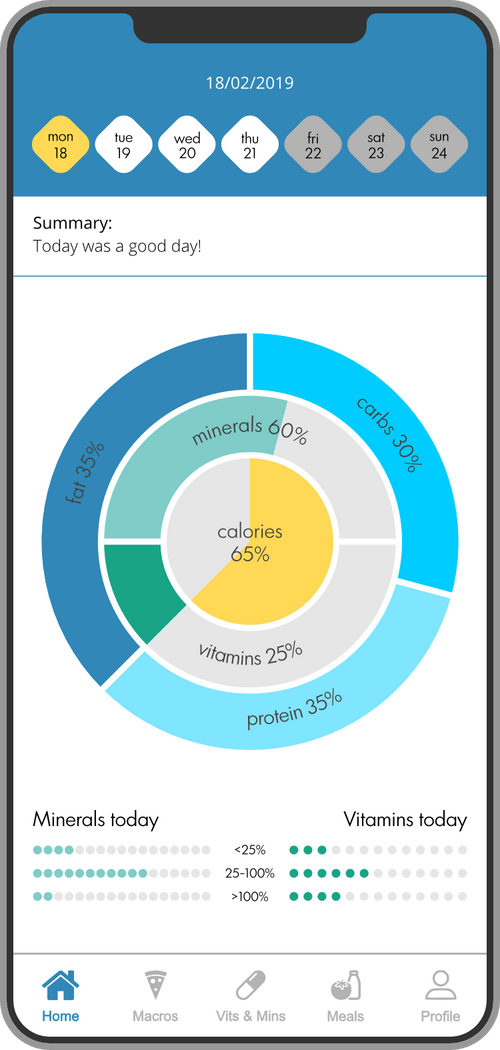 18/02/2019
mon
18
tue
19
wed
20
thu
21
fri
22
sat
23
sun
24
Summary:
Today was a good day!
carbs 30%
minerals 60%
fat 35%
calories
65%
vitamins 25%
protein 35%
Minerals today
Vitamins today
<25%
25-100%
>100%
Home
Macros
Vits & Mins
Meals
Profile